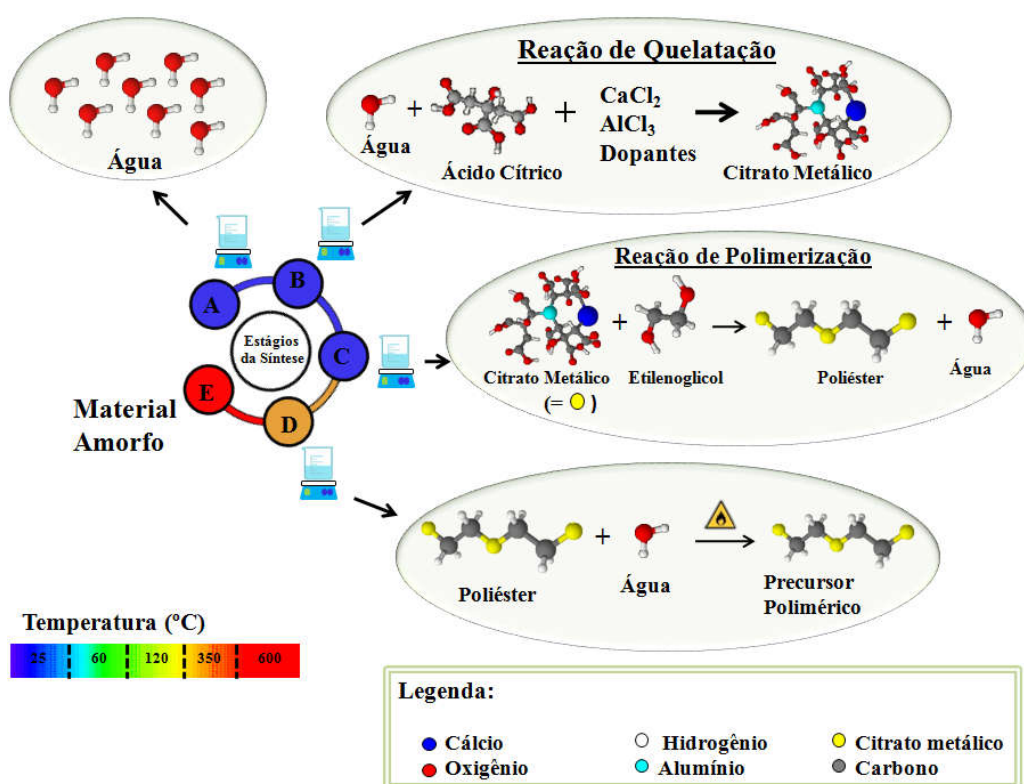 Água
Reação de Quelatação
+
+
CaCl2
AlCl3
Dopantes
Água
Ácido Cítrico
Citrato Metálico
A
B
C
D
E
Estágios
da Síntese
Material
Amorfo
Reação de Polimerização
+
+
Citrato Metálico
(= )
Etilenoglicol
Poliéster
Água
+
Poliéster
Água
Precursor
Polimérico
Temperatura (ºC)
25 60 120 350 600
Legenda:
Cálcio Hidrogênio Citrato metálico
Oxigênio Alumínio Carbono